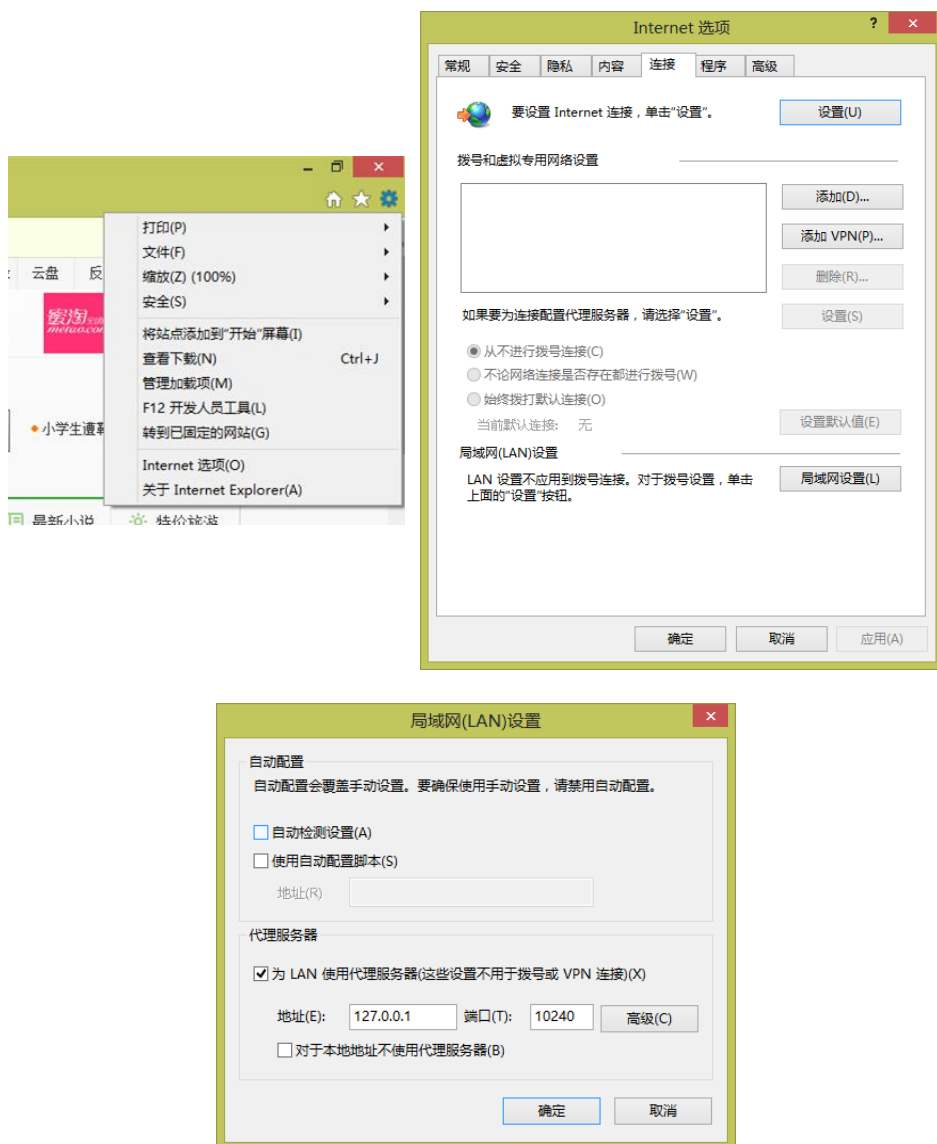 云盘
反
蜜淘
metao.com
小学生遭
最新小说
特价旅游
打印(P)
文件(F)
缩放(Z) (100%)
安全(S)
将站点添加到"开始"屏幕(I)
查看下载(N) Ctrl+J
管理加载项(M)
F12 开发人员工具(L)
转到已固定的网站(G)
Internet 选项(O)
关于 Internet Explorer(A)
Internet 选项
常规 安全 隐私 内容 连接 程序 高级
要设置 Internet 连接，单击"设置"。 设置(U)
拨号和虚拟专用网络设置
添加(D)...
添加 VPN(P)...
删除(R)...
如果要为连接配置代理服务器，请选择"设置"。 设置(S)
从不进行拨号连接(C)
不论网络连接是否存在都进行拨号(W)
始终拨打默认连接(O)
当前默认连接: 无 设置默认值(E)
局域网(LAN)设置
LAN 设置不应用到拨号连接。对于拨号设置，单击
上面的"设置"按钮。
局域网设置(L)
确定 取消 应用(A)
局域网(LAN)设置
自动配置
自动配置会覆盖手动设置。要确保使用手动设置，请禁用自动配置。
自动检测设置(A)
使用自动配置脚本(S)
地址(R)
代理服务器
为 LAN 使用代理服务器(这些设置不用于拨号或 VPN 连接)(X)
地址(E): 127.0.0.1 端口(T): 10240 高级(C)
对于本地地址不使用代理服务器(B)
确定 取消